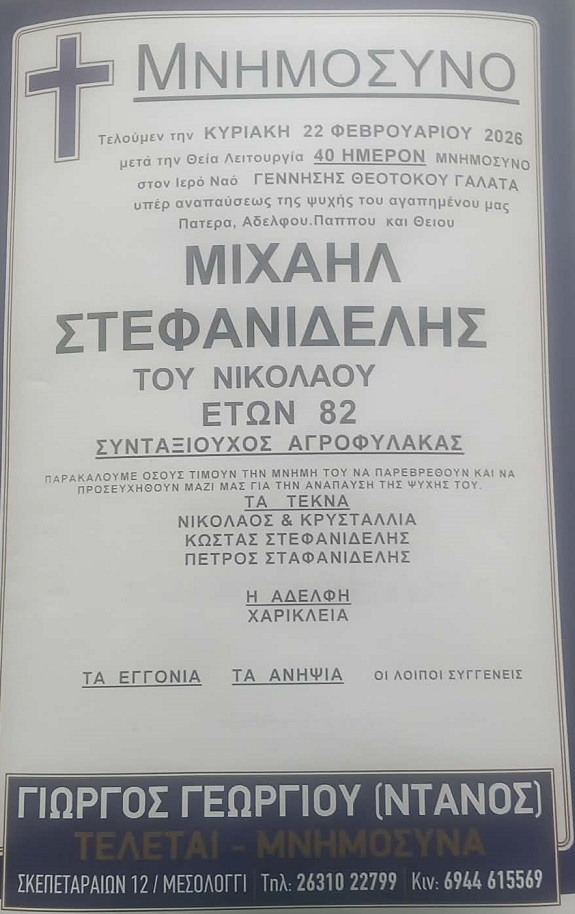 ΜΝΗΜΟΣΥΝΟ
Τελούμεν την ΚΥΡΙΑΚΗ 22 ΦΕΒΡΟΥΑΡΙΟΥ 2026
μετά την Θεία Λειτουργία 40 ΗΜΕΡΟΝ ΜΝΗΜΟΣΥΝΟ
στον Ιερό Ναό ΓΕΝΝΗΣΗΣ ΘΕΟΤΟΚΟΥ ΓΑΛΑΤΑ
υπέρ αναπαύσεως της ψυχής του αγαπημένου μας
Πατερα, Αδελφου.Παππου και Θειου
ΜΙΧΑΗΛ
ΣΤΕΦΑΝΙΔΕΛΗΣ
ΤΟΥ ΝΙΚΟΛΑΟΥ
ΕΤΩΝ 82
ΣΥΝΤΑΞΙΟΥΧΟΣ ΑΓΡΟΦΥΛΑΚΑΣ
ΠΑΡΑΚΑΛΟΥΜΕ ΟΣΟΥΣ ΤΙΜΟΥΝ ΤΗΝ ΜΝΗΜΗ ΤΟΥ ΝΑ ΠΑΡΕΒΡΕΘΟΥΝ ΚΑΙ ΝΑ
ΠΡΟΣΕΥΧΗΘΟΥΝ ΜΑΖΙ ΜΑΣ ΓΙΑ ΤΗΝ ΑΝΑΠΑΥΣΗ ΤΗΣ ΨΥΧΗΣ ΤΟΥ.
ΤΑ ΤΕΚΝΑ
ΝΙΚΟΛΑΟΣ & ΚΡΥΣΤΑΛΛΙΑ
ΚΩΣΤΑΣ ΣΤΕΦΑΝΙΔΕΛΗΣ
ΠΕΤΡΟΣ ΣΤΑΦΑΝΙΔΕΛΗΣ
Η ΑΔΕΛΦΗ
ΧΑΡΙΚΛΕΙΑ
ΤΑ ΕΓΓΟΝΙΑ ΤΑ ΑΝΗΨΙΑ ΟΙ ΛΟΙΠΟΙ ΣΥΓΓΕΝΕΙΣ
ΓΙΩΡΓΟΣ ΓΕΩΡΓΙΟΥ (ΝΤΑΝΟΣ)
ΤΕΛΕΤΑΙ - ΜΝΗΜΟΣΥΝΑ
ΣΚΕΠΕΤΑΡΑΙΩΝ 12 / ΜΕΣΟΛΟΓΓΙ Τηλ: 26310 22799 Κιν: 6944 615569